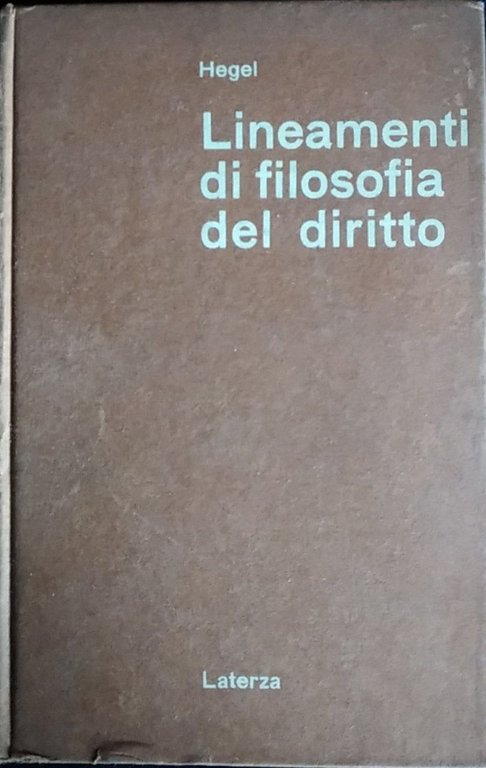 Hegel
Lineamenti
di filosofia
del diritto
Laterza